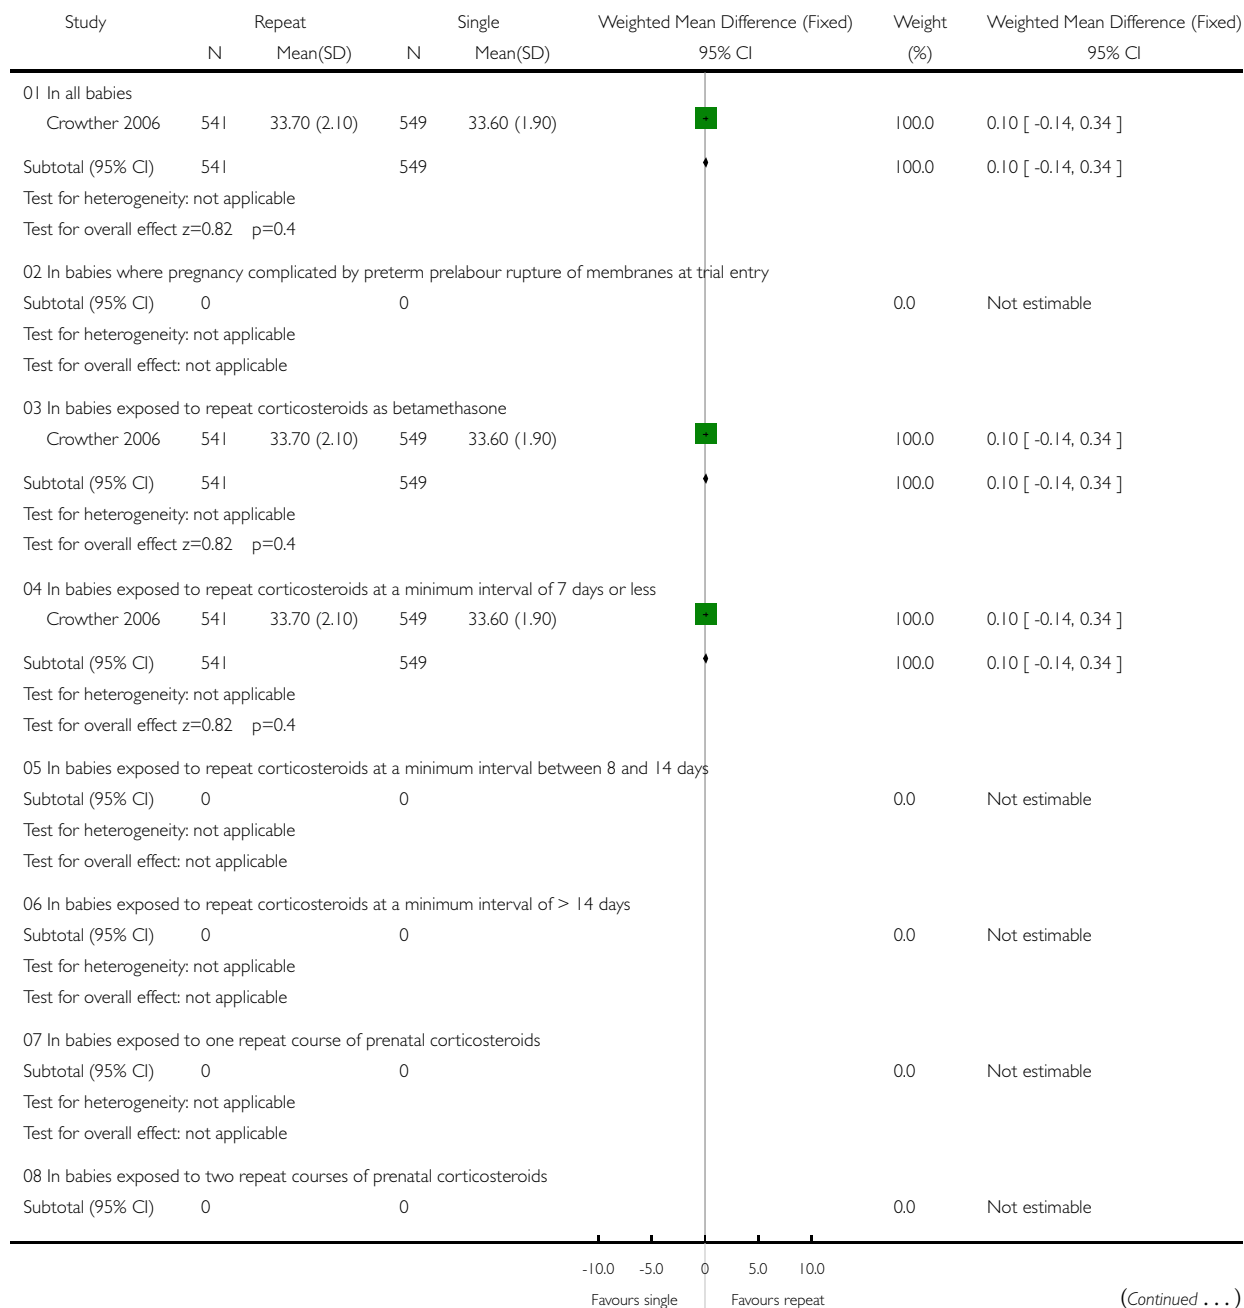 Study Repeat Single Weighted Mean Difference (Fixed) Weight Weighted Mean Difference (Fixed)
N Mean(SD) N Mean(SD) 95% CI (%) 95% CI
01 In all babies
Crowther 2006 541 33.70 (2.10) 549 33.60 (1.90) 100.0 0.10 [ -0.14, 0.34 ]
Subtotal (95% CI) 541 549 100.0 0.10 [ -0.14, 0.34 ]
Test for heterogeneity: not applicable
Test for overall effect z=0.82 p=0.4
02 In babies where pregnancy complicated by preterm prelabour rupture of membranes at trial entry
Subtotal (95% CI) 0 0 0.0 Not estimable
Test for heterogeneity: not applicable
Test for overall effect: not applicable
03 In babies exposed to repeat corticosteroids as betamethasone
Crowther 2006 541 33.70 (2.10) 549 33.60 (1.90) 100.0 0.10 [ -0.14, 0.34 ]
Subtotal (95% CI) 541 549 100.0 0.10 [ -0.14, 0.34 ]
Test for heterogeneity: not applicable
Test for overall effect z=0.82 p=0.4
04 In babies exposed to repeat corticosteroids at a minimum interval of 7 days or less
Crowther 2006 541 33.70 (2.10) 549 33.60 (1.90) 100.0 0.10 [ -0.14, 0.34 ]
Subtotal (95% CI) 541 549 100.0 0.10 [ -0.14, 0.34 ]
Test for heterogeneity: not applicable
Test for overall effect z=0.82 p=0.4
05 In babies exposed to repeat corticosteroids at a minimum interval between 8 and 14 days
Subtotal (95% CI) 0 0 0.0 Not estimable
Test for heterogeneity: not applicable
Test for overall effect: not applicable
06 In babies exposed to repeat corticosteroids at a minimum interval of > 14 days
Subtotal (95% CI) 0 0 0.0 Not estimable
Test for heterogeneity: not applicable
Test for overall effect: not applicable
07 In babies exposed to one repeat course of prenatal corticosteroids
Subtotal (95% CI) 0 0 0.0 Not estimable
Test for heterogeneity: not applicable
Test for overall effect: not applicable
08 In babies exposed to two repeat courses of prenatal corticosteroids
Subtotal (95% CI) 0 0 0.0 Not estimable
-10.0 -5.0 0 5.0 10.0
Favours single Favours repeat (Continued . . . )